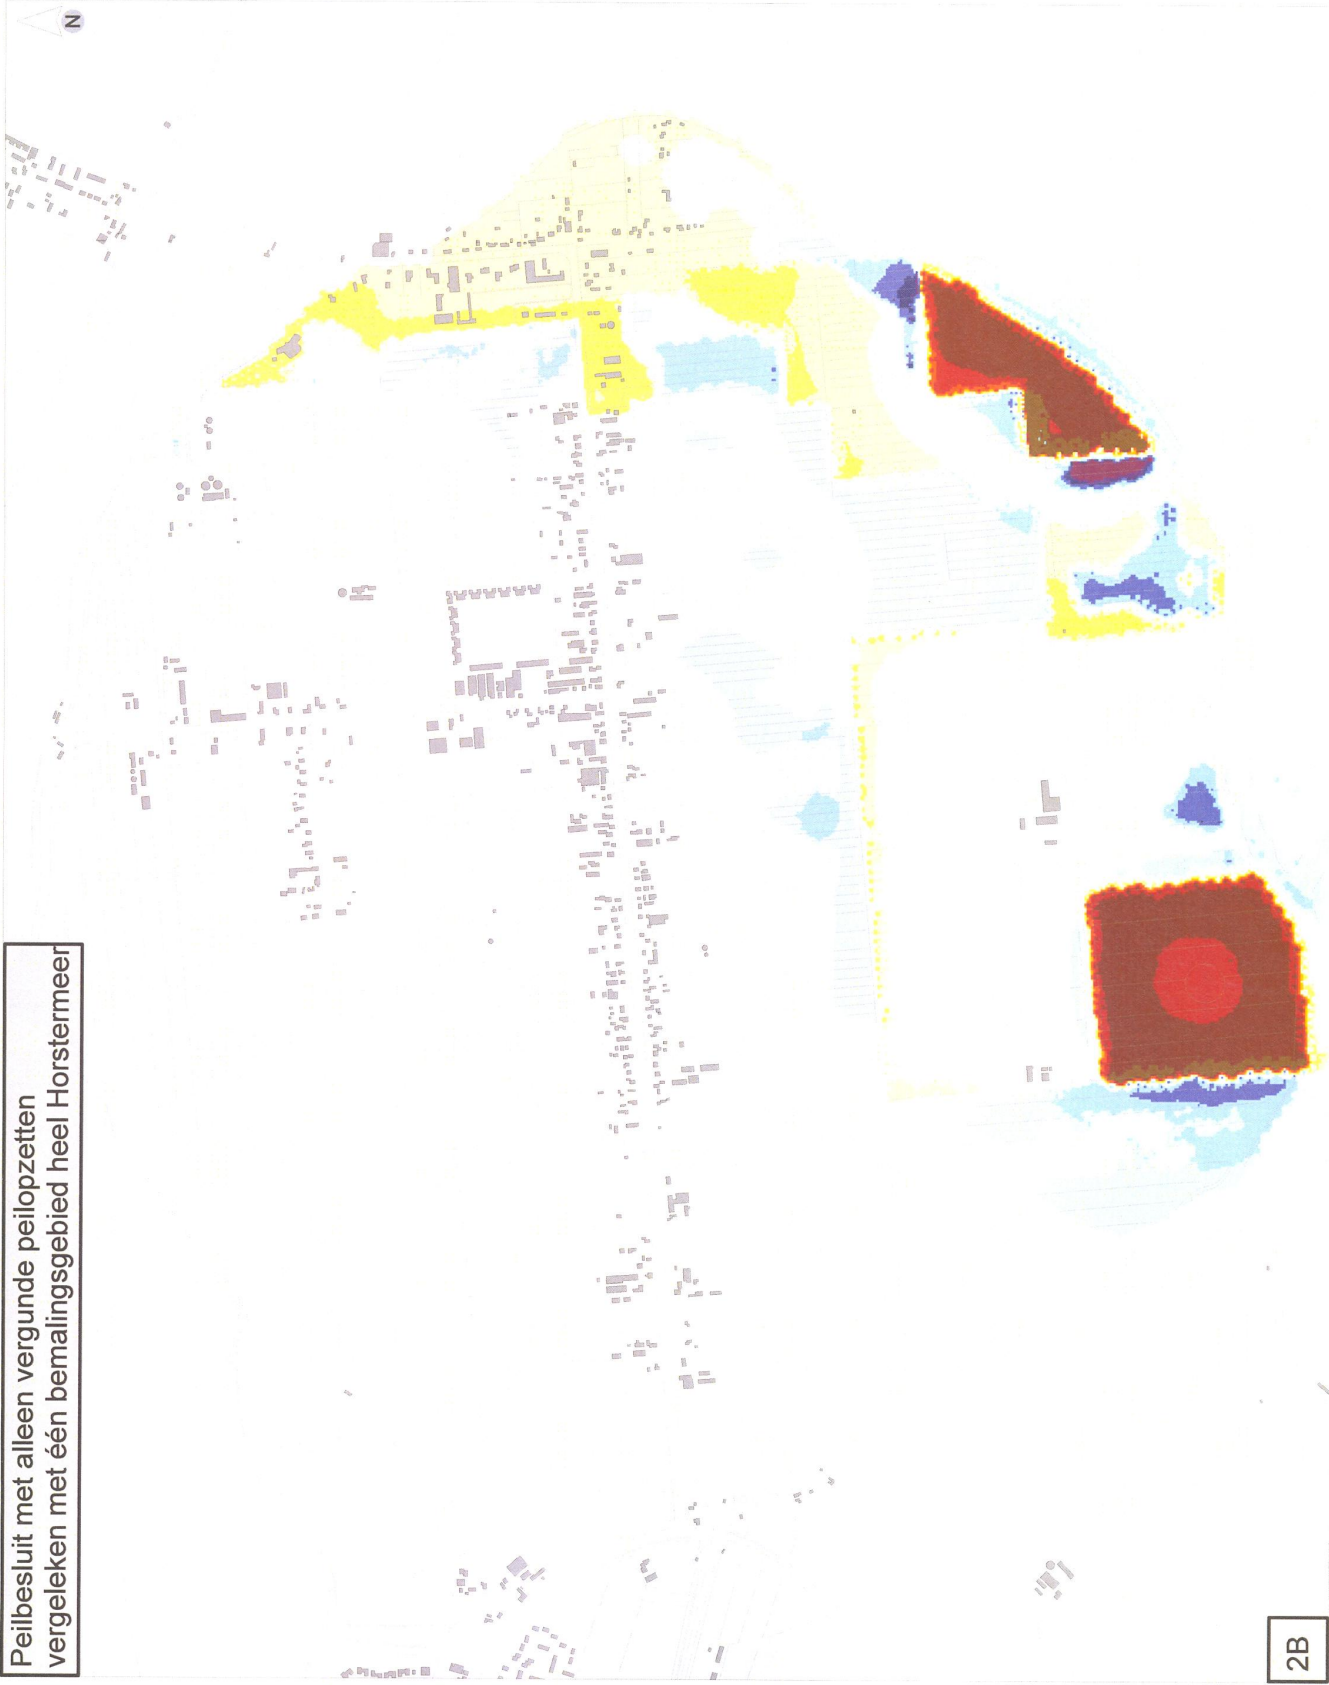 Peilbesluit met alleen vergunde peilopzetten
vergeleken met één bemalingsgebied heel Horstermeer
N
2B